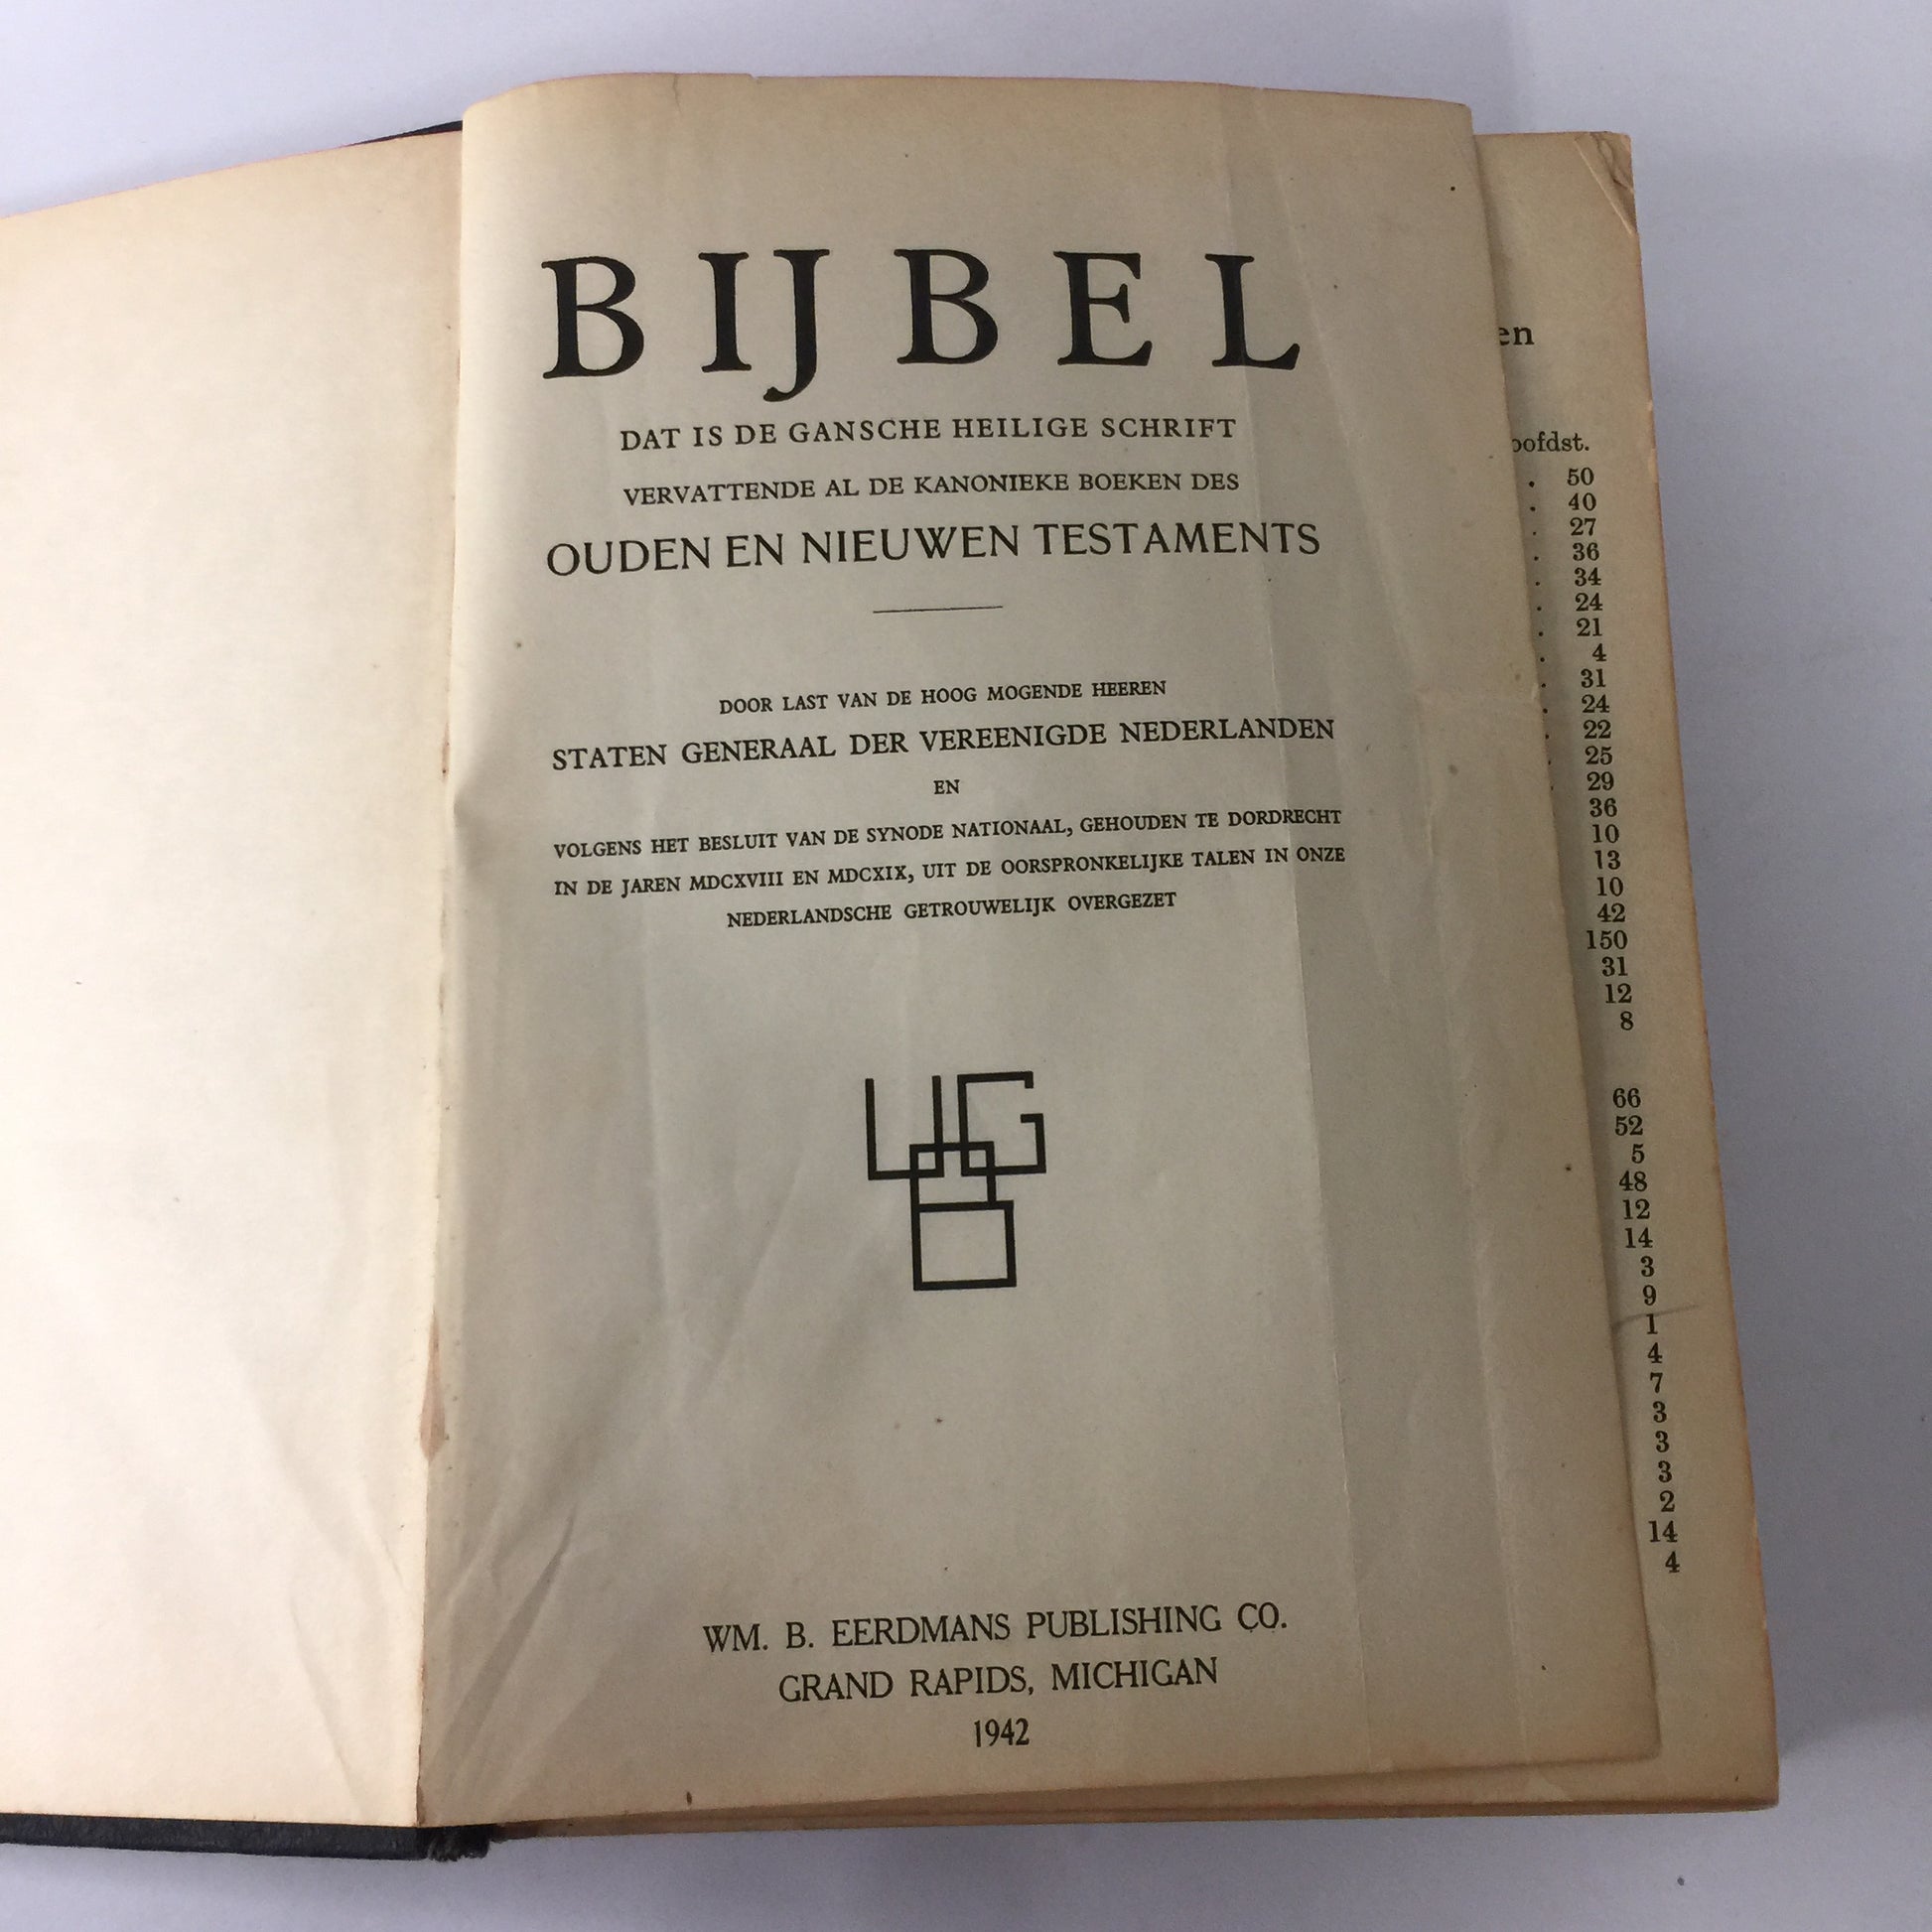 BIJBEL
DAT IS DE GANSCHE HEILIGE SCHRIFT
VERVATTENDE AL DE KANONIEKE BOEKEN DES
OUDEN EN NIEUWEN TESTAMENTS
DOOR LAST VAN DE HOOG MOGENDE HEEREN
STATEN GENERAAL DER VEREENIGDE NEDERLANDEN
EN
VOLGENS HET BESLUIT VAN DE SYNODE NATIONAAL, GEHOUDEN TE DORDRECHT
IN DE JAREN MDCXVIII EN MDCXIX, UIT DE OORSPRONKELIJKE TALEN IN ONZE
NEDERLANDSCHE GETROUWELIJK OVERGEZET
WM. B. EERDMANS PUBLISHING CO.
GRAND RAPIDS, MICHIGAN
1942
en
oofdst.
. 50
. 40
. 27
. 36
. 34
. 24
. 21
. 4
. 31
. 24
. 22
. 25
. 29
36
10
13
10
42
150
31
12
8
66
52
5
48
12
14
3
9
1
4
7
3
3
3
2
14
4